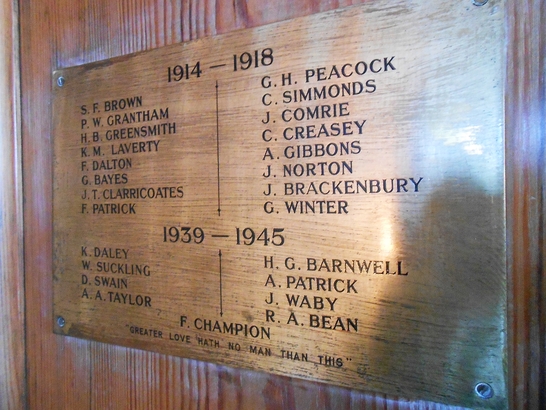 1914 — 1918
S. F. BROWN
P. W. GRANTHAM
H. B. GREENSMITH
K. M. LAVERTY
F. DALTON
G. BAYES
J. T. CLARRICOATES
F. PATRICK
G. H. PEACOCK
C. SIMMONDS
J. COMRIE
C. CREASEY
A. GIBBONS
J. NORTON
J. BRACKENBURY
G. WINTER
1939 — 1945
K. DALEY
W. SUCKLING
D. SWAIN
A. A. TAYLOR
H. G. BARNWELL
A. PATRICK
J. WABY
R. A. BEAN
F. CHAMPION
"GREATER LOVE HATH NO MAN THAN THIS"